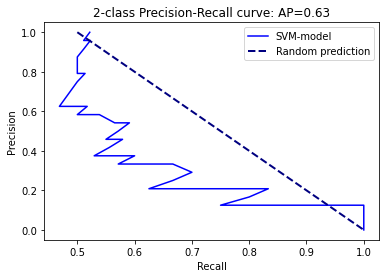 2-class Precision-Recall curve: AP=0.63
SVM-model
Random prediction
Precision
1.0
0.8
0.6
0.4
0.2
0.0
0.5 0.6 0.7 0.8 0.9 1.0
Recall